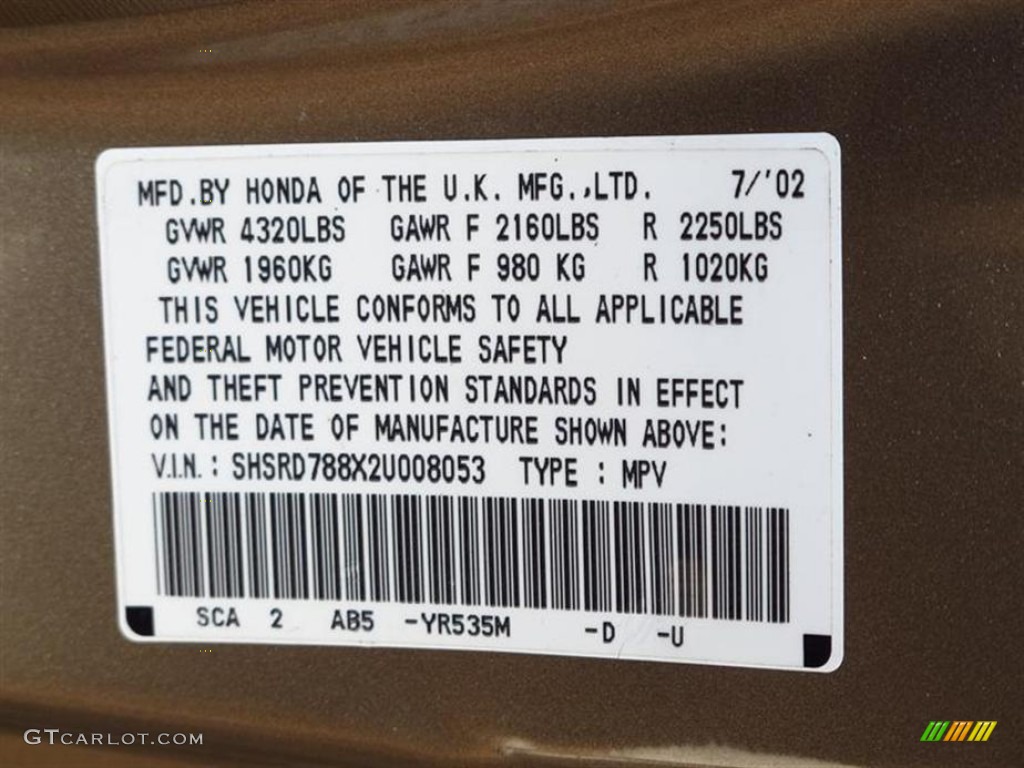 MFD.BY HONDA OF THE U.K. MFG.,LTD. 7/'02
GVWR 4320LBS GAWR F 2160LBS R 2250LBS
GVWR 1960KG GAWR F 980 KG R 1020KG
THIS VEHICLE CONFORMS TO ALL APPLICABLE
FEDERAL MOTOR VEHICLE SAFETY
AND THEFT PREVENTION STANDARDS IN EFFECT
ON THE DATE OF MANUFACTURE SHOWN ABOVE:
V.I.N.: SHSRD788X2U008053 TYPE : MPV
SCA 2 AB5 -YR535M -D -U
GTCARLOT.COM